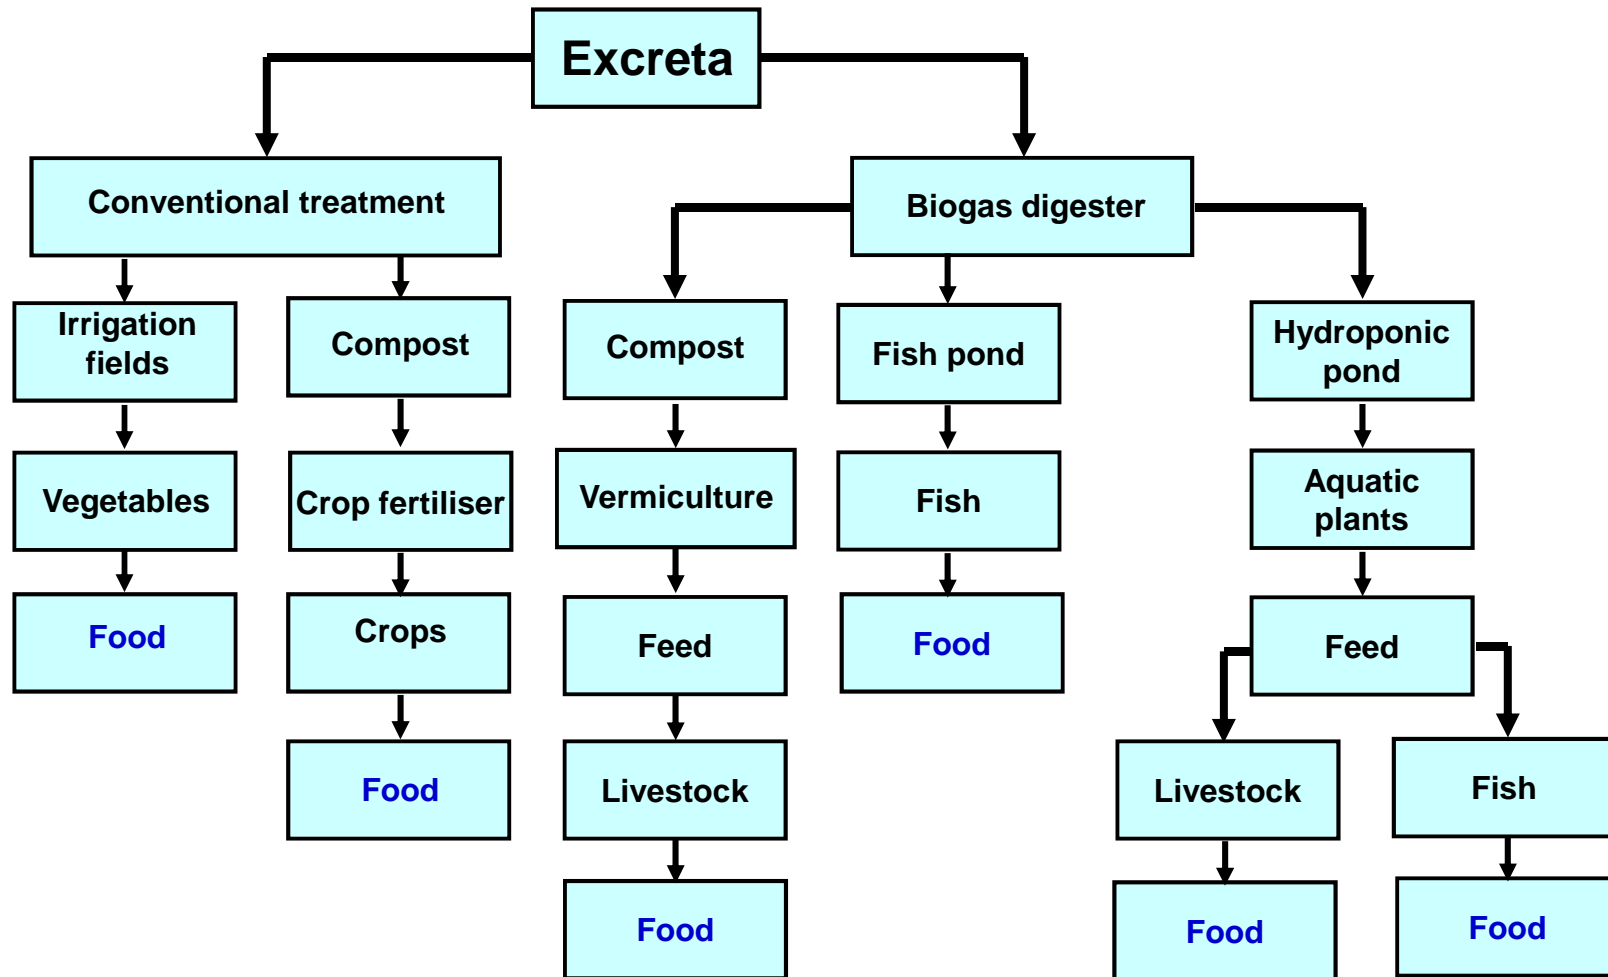 Excreta
Conventional treatment
Biogas digester
Irrigation
fields
Compost
Compost
Fish pond
Hydroponic
pond
Vegetables
Crop fertiliser
Vermiculture
Fish
Aquatic
plants
Food
Crops
Feed
Food
Feed
Food
Livestock
Livestock
Fish
Food
Food
Food